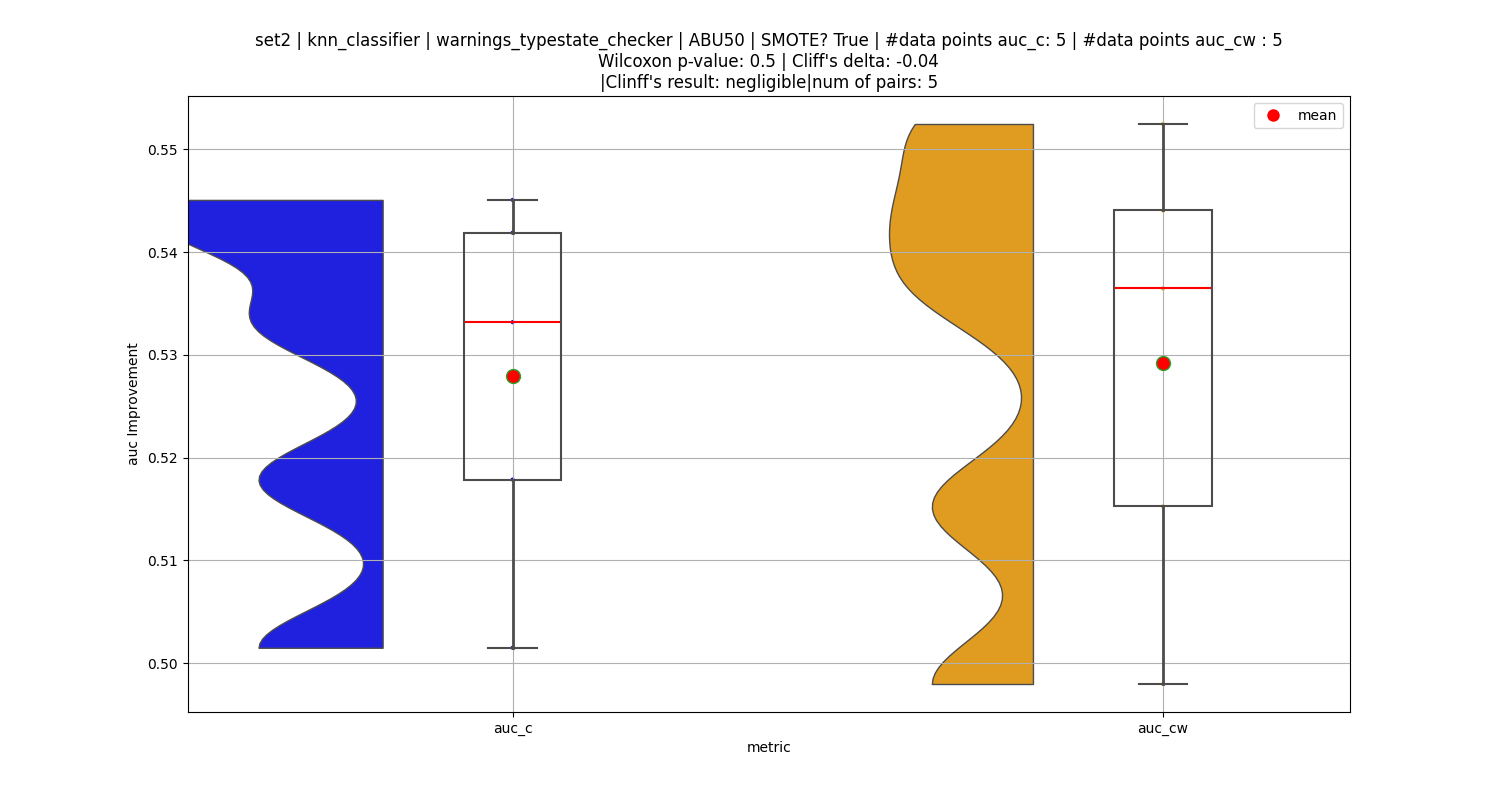 set2 | knn_classifier | warnings_typestate_checker | ABU50 | SMOTE? True | #data points auc_c: 5 | #data points auc_cw : 5
Wilcoxon p-value: 0.5 | Cliff's delta: -0.04
|Clinff's result: negligible|num of pairs: 5
mean
0.55
0.54
0.53
0.52
0.51
0.50
auc Improvement
auc_c
auc_cw
metric